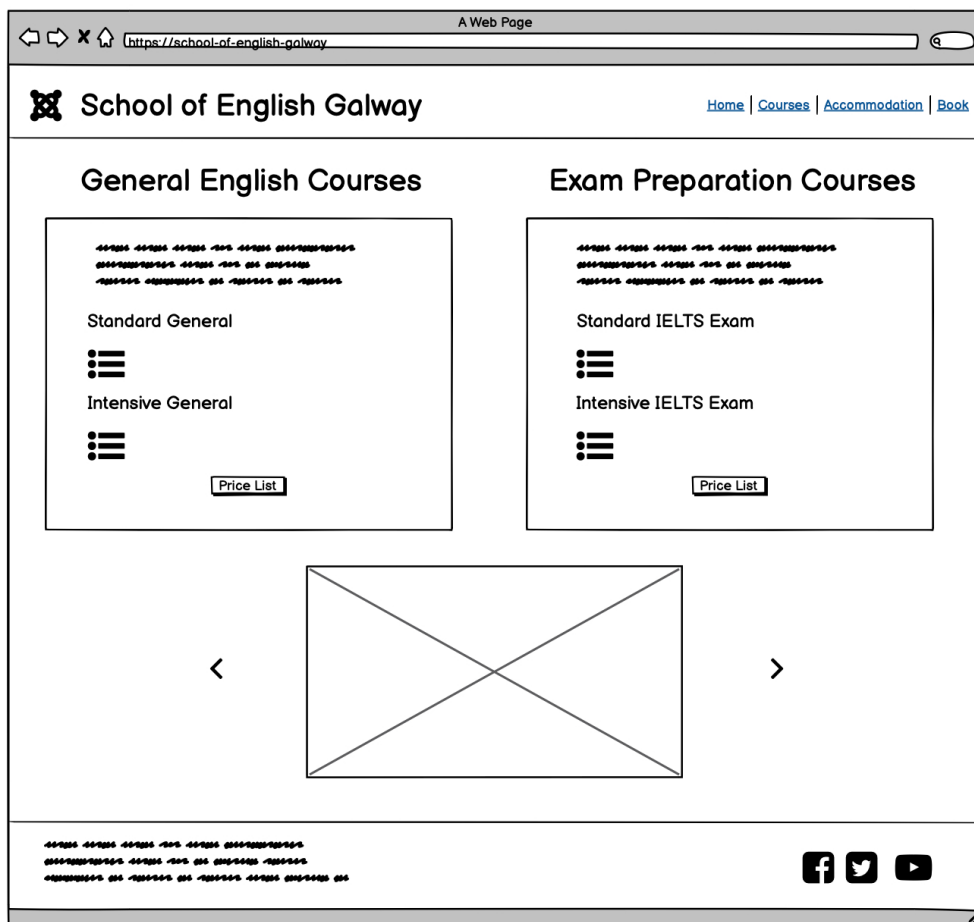 A Web Page
https://school-of-english-galway
School of English Galway
Home | Courses | Accommodation | Book
General English Courses
Exam Preparation Courses
Standard General
Intensive General
Price List
Standard IELTS Exam
Intensive IELTS Exam
Price List